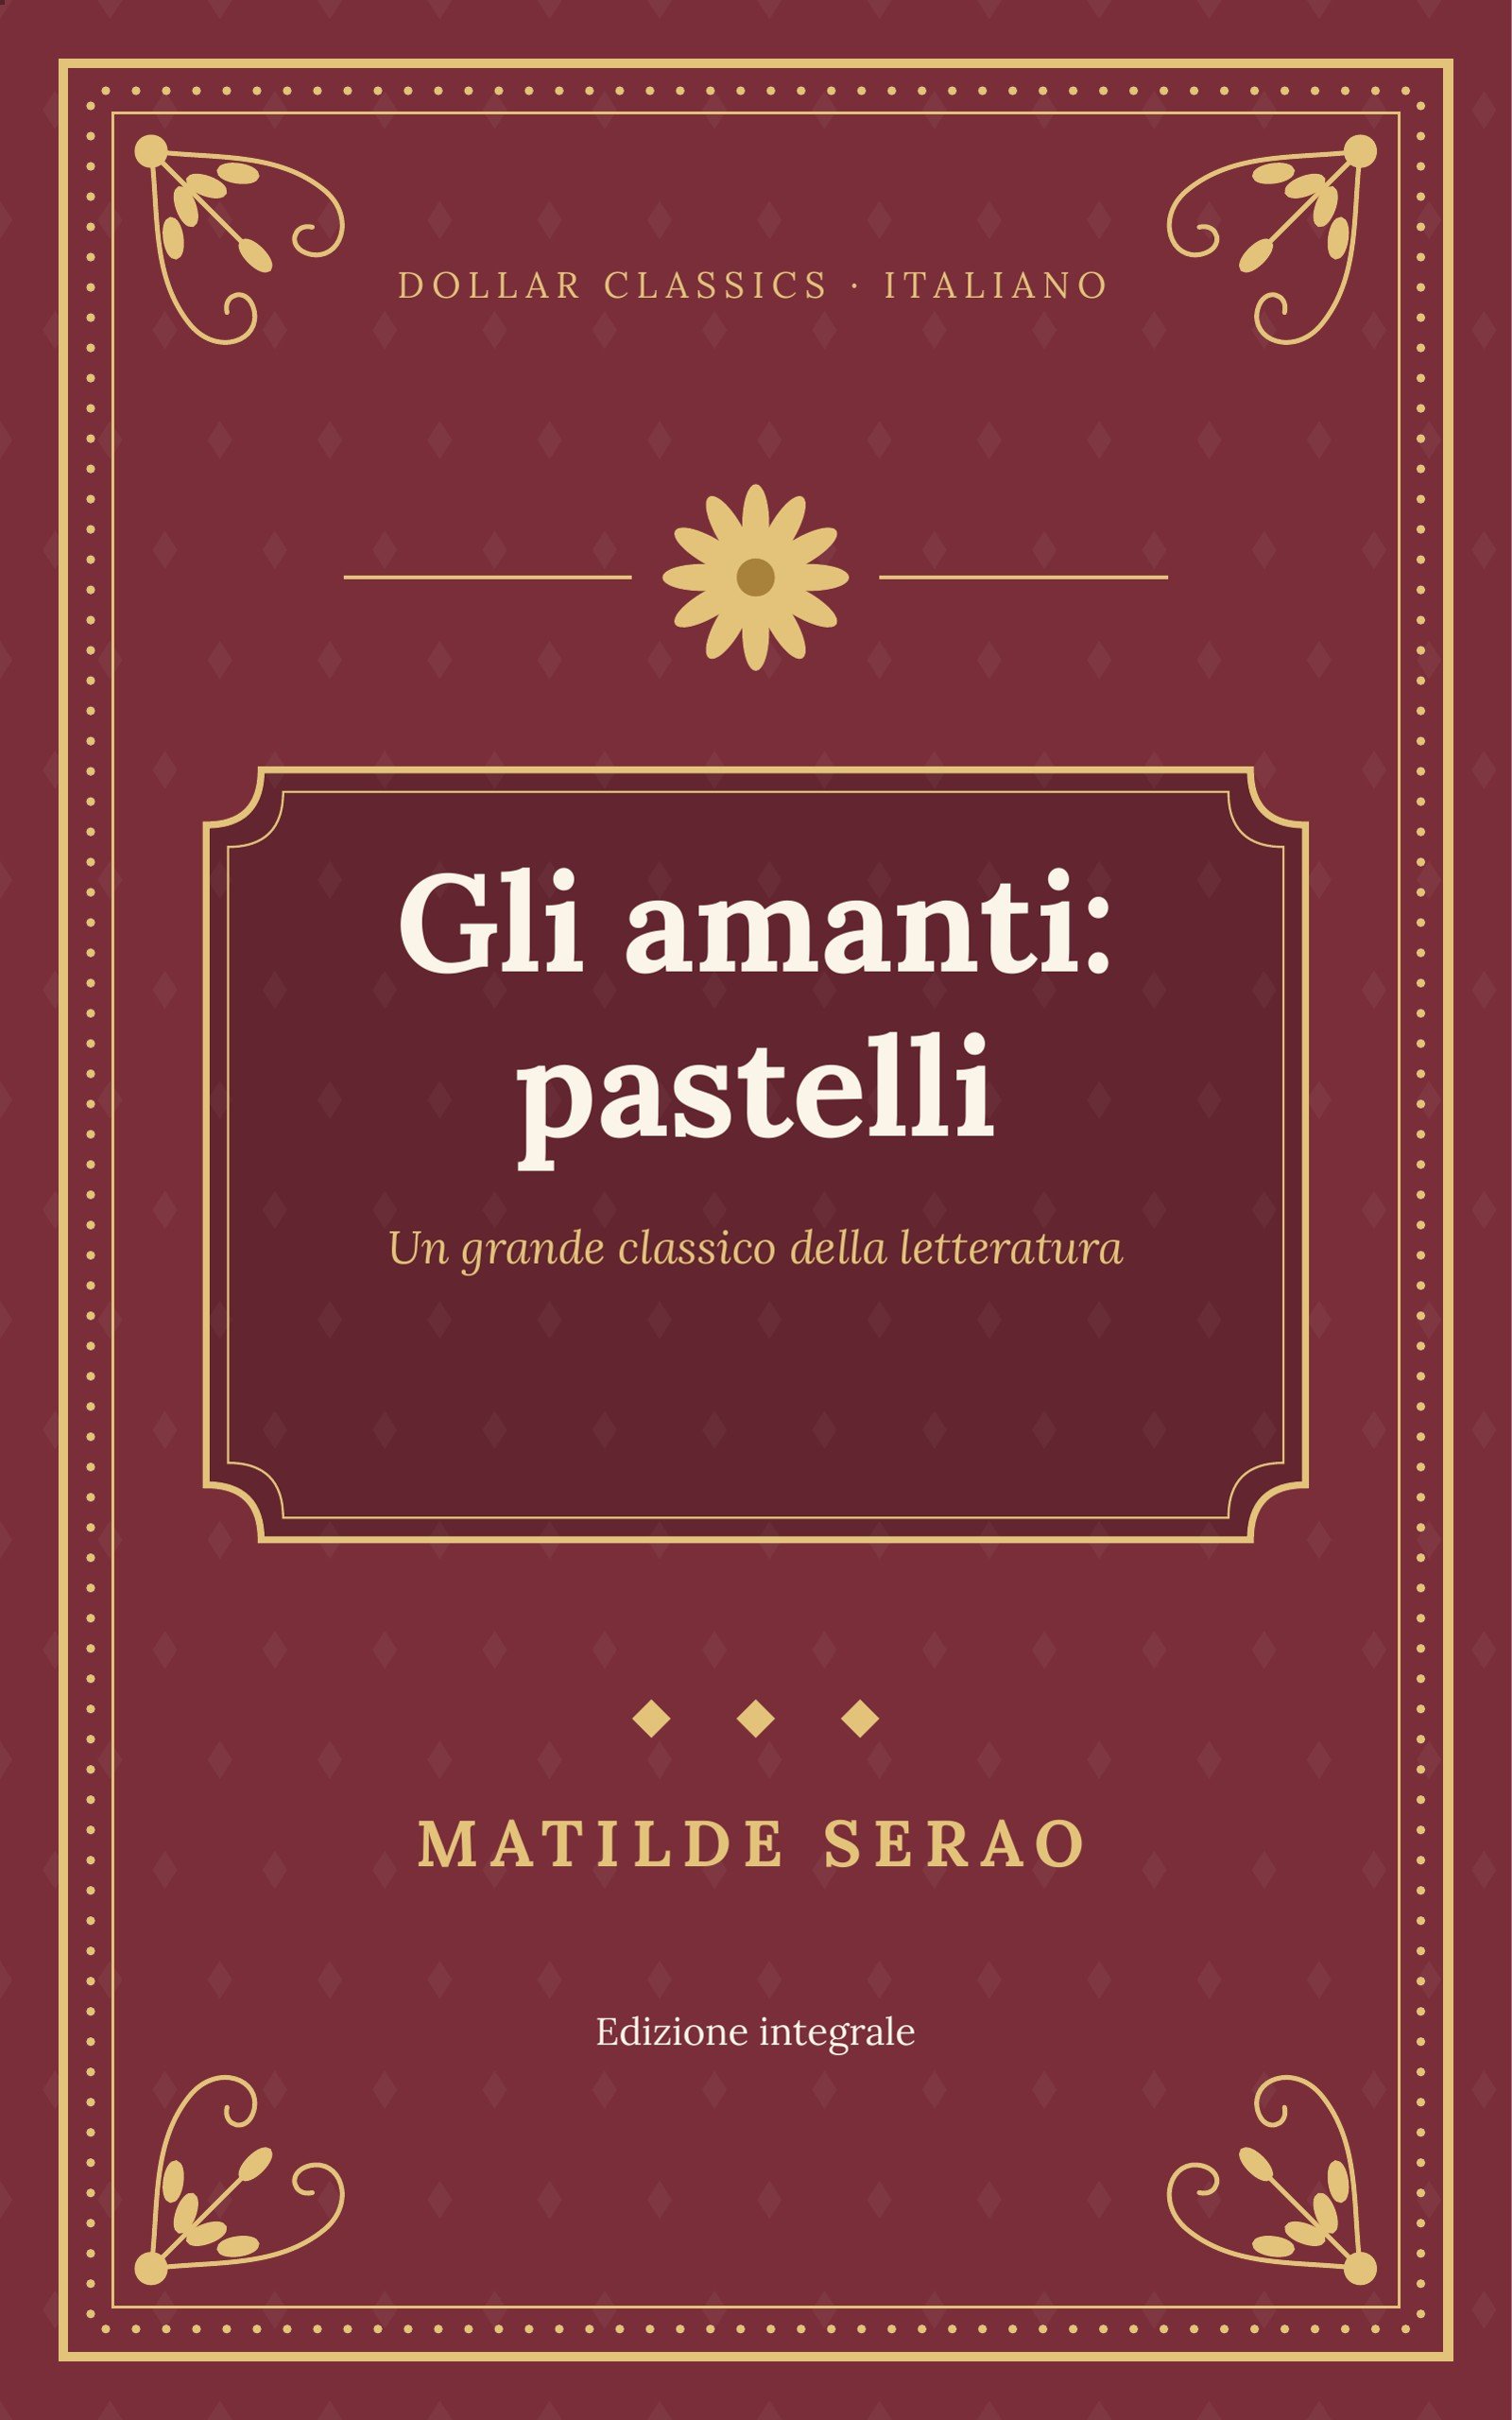 DOLLAR CLASSICS · ITALIANO
Gli amanti:
pastelli
Un grande classico della letteratura
MATILDE SERAO
Edizione integrale